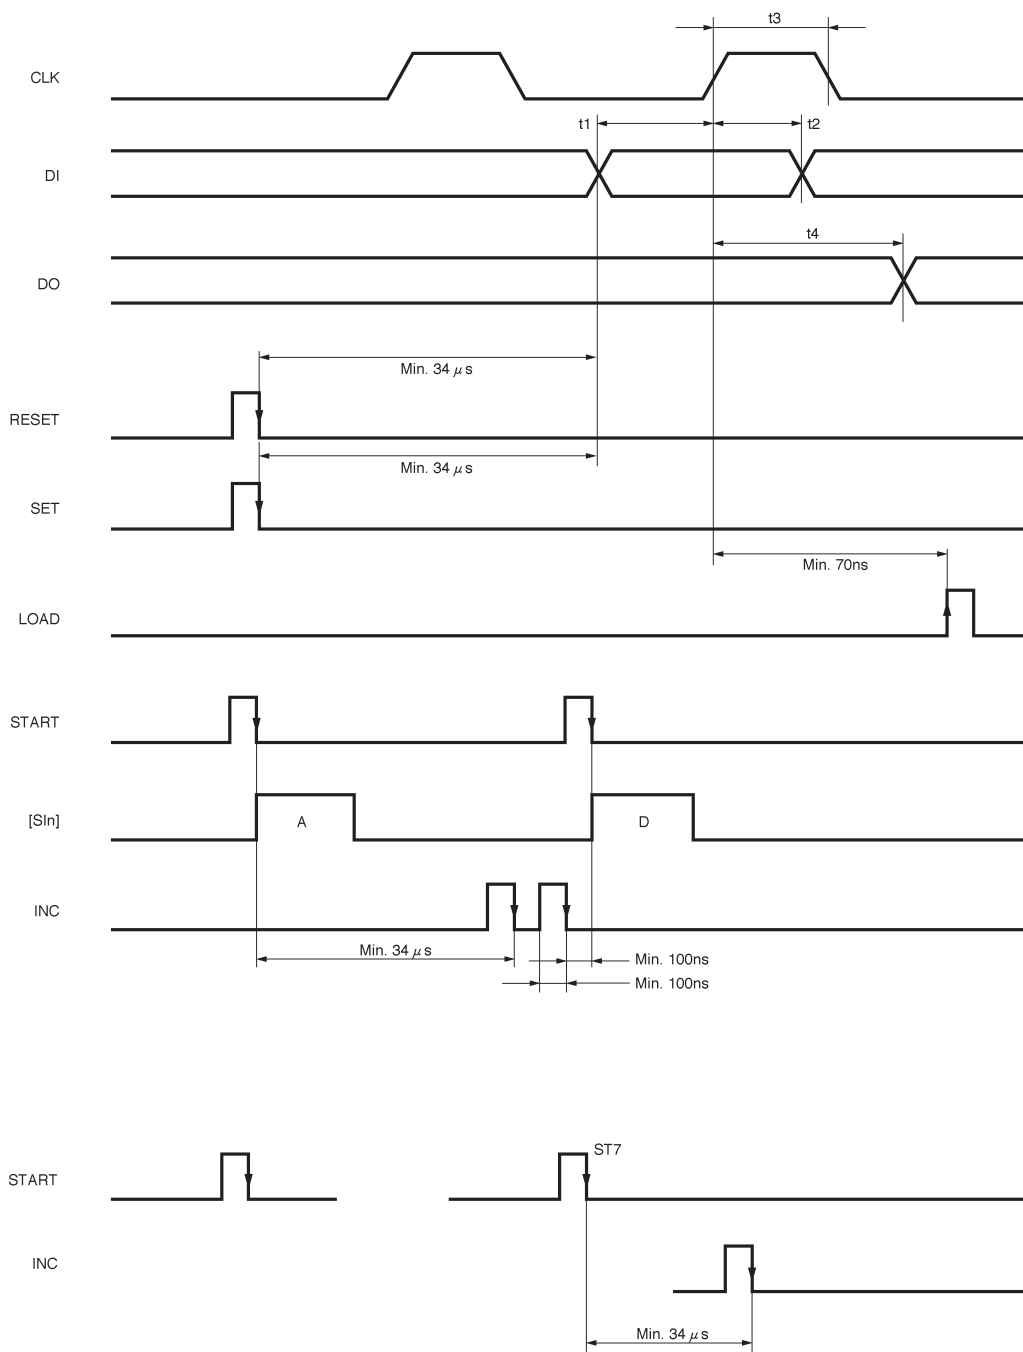 t3
CLK
t1
t2
DI
t4
DO
Min. 34 μs
RESET
Min. 34 μs
SET
Min. 70ns
LOAD
START
[SIn]
A
D
INC
Min. 34 μs
Min. 100ns
Min. 100ns
ST7
START
INC
Min. 34 μs